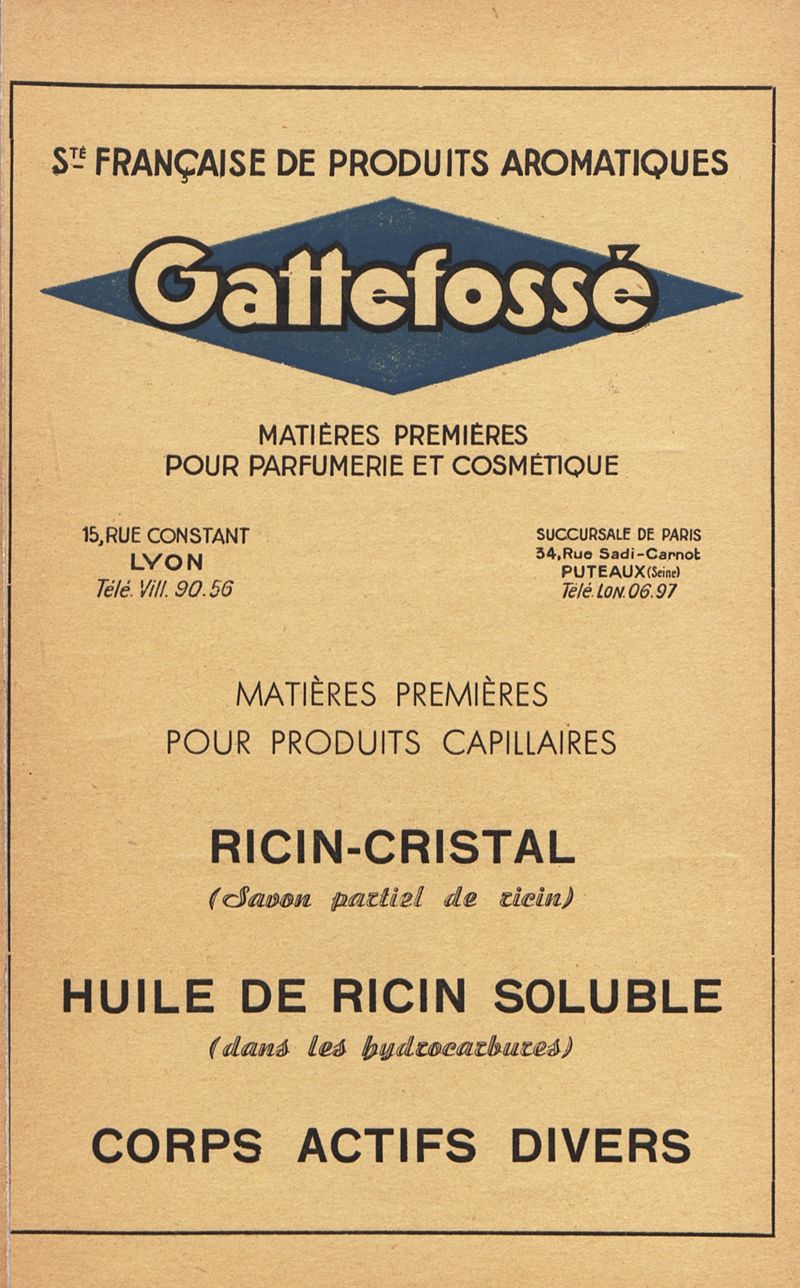 Sté FRANÇAISE DE PRODUITS AROMATIQUES
Gattefossé
MATIÈRES PREMIÈRES
POUR PARFUMERIE ET COSMÉTIQUE
15, RUE CONSTANT
LYON
Télé. Vill. 90.56
SUCCURSALE DE PARIS
34, Rue Sadi-Carnot
PUTEAUX (Seine)
Télé. LON. 06.97
MATIÈRES PREMIÈRES
POUR PRODUITS CAPILLAIRES
RICIN-CRISTAL
(Savon partiel de ricin)
HUILE DE RICIN SOLUBLE
(dans les hydrocarbures)
CORPS ACTIFS DIVERS